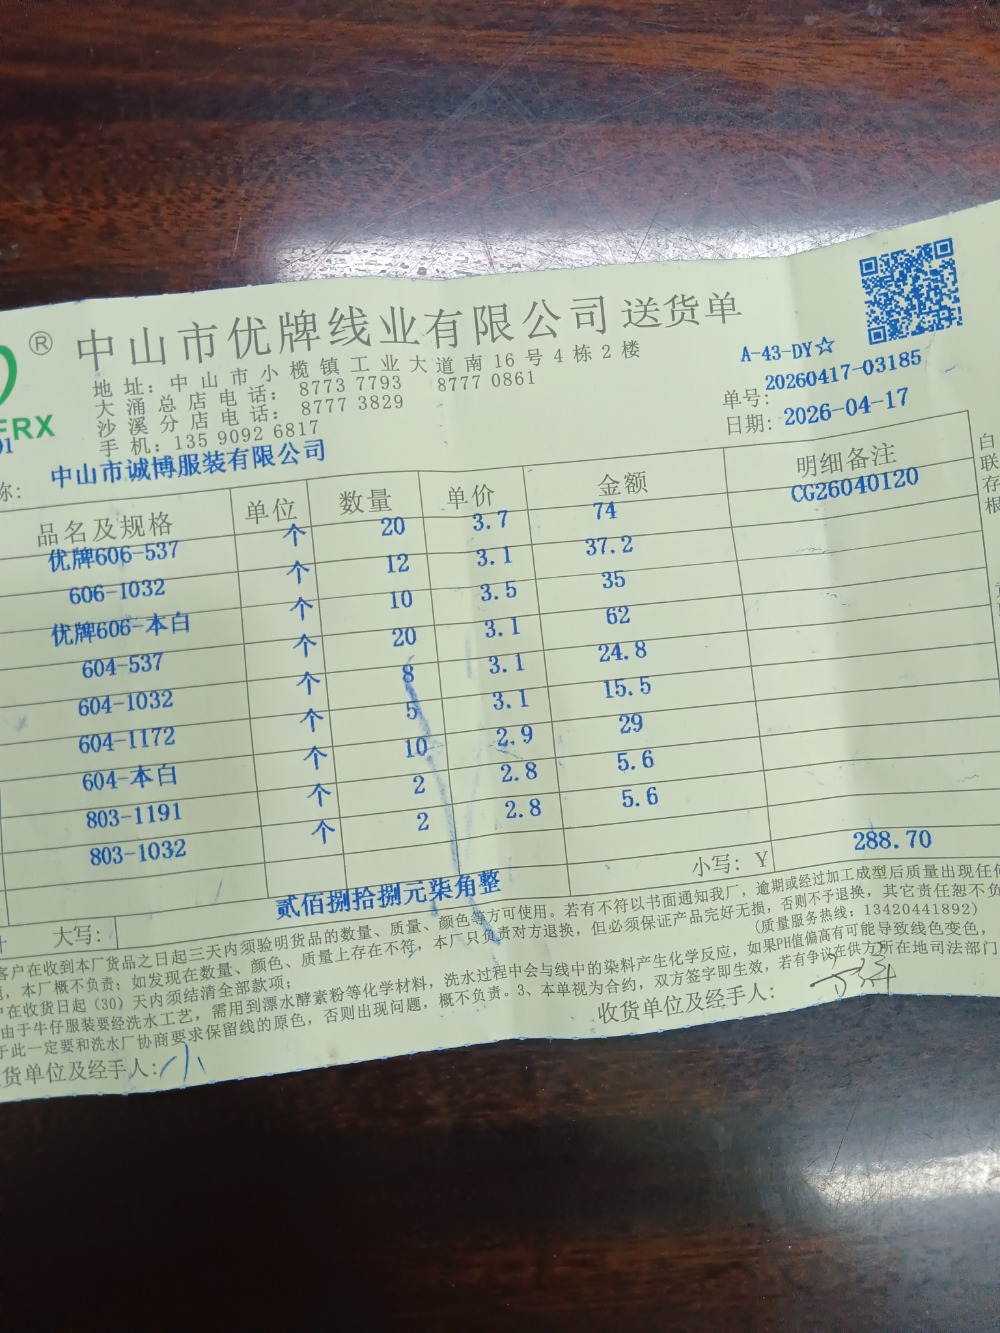 ® 中山市优牌线业有限公司 送货单
地址：中山市小榄镇工业大道南16号4栋2楼
大涌总店电话：8773 7793 8777 0861
沙溪分店电话：8777 3829
手机：135 9092 6817
FRX
01
A-43-DY☆
单号：20260417-03185
日期：2026-04-17
称：中山市诚博服装有限公司
品名及规格 单位 数量 单价 金额 明细备注
优牌606-537 个 20 3.7 74 CG26040120
606-1032 个 12 3.1 37.2
优牌606-本白 个 10 3.5 35
604-537 个 20 3.1 62
604-1032 个 8 3.1 24.8
604-1172 个 5 3.1 15.5
604-本白 个 10 2.9 29
803-1191 个 2 2.8 5.6
803-1032 个 2 2.8 5.6
小写：Y 288.70
大写：贰佰捌拾捌元柒角整
客户在收到本厂货品之日起三天内须验明货品的数量、质量、颜色等方可使用。若有不符以书面通知我厂，逾期或经过加工成型后质量出现任何
，本厂概不负责；如发现在数量、颜色、质量上存在不符，本厂只负责对方退换，但必须保证产品完好无损，否则不予退换，其它责任恕不负
户在收货日起（30）天内须结清全部款项； （质量服务热线：13420441892）
由于牛仔服装要经洗水工艺，需用到漂水酵素粉等化学材料，洗水过程中会与线中的染料产生化学反应，如果PH值偏高有可能导致线色变色，
于此一定要和洗水厂协商要求保留线的原色，否则出现问题，概不负责。3、本单视为合约，双方签字即生效，若有争议在供方所在地司法部门
货单位及经手人： 收货单位及经手人：
白
联
存
根